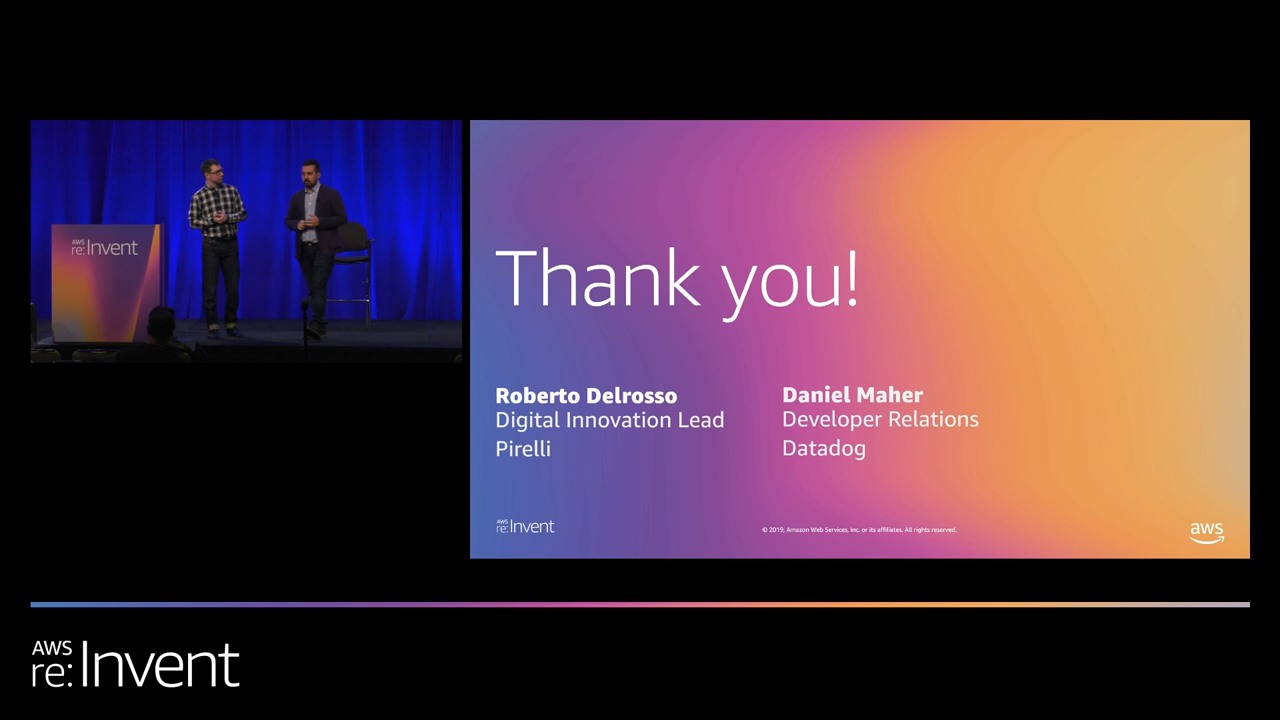 AWS
re:Invent
Thank you!
Roberto Delrosso
Digital Innovation Lead
Pirelli
Daniel Maher
Developer Relations
Datadog
AWS
re:Invent
© 2019, Amazon Web Services, Inc. or its affiliates. All rights reserved.
aws
AWS
re:Invent